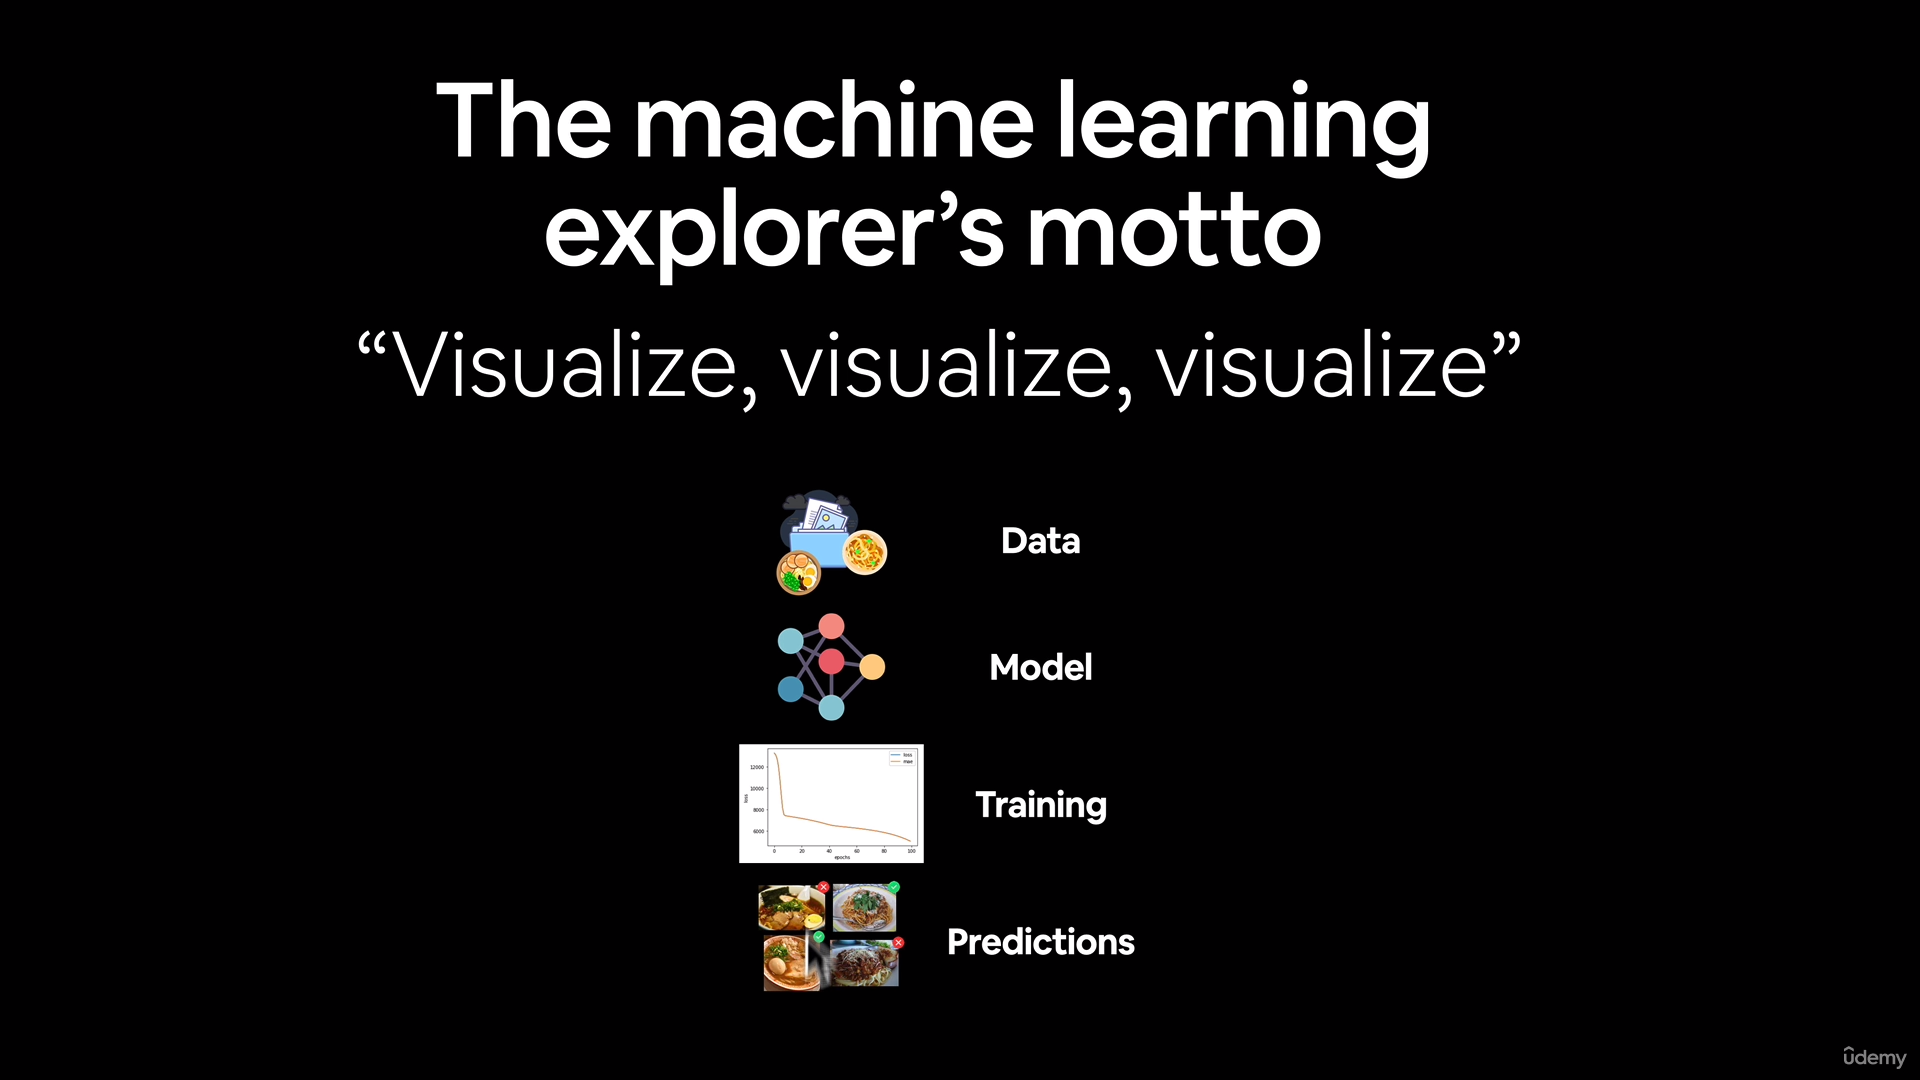 The machine learning
explorer’s motto
“Visualize, visualize, visualize”
Data
Model
loss
mae
12000
10000
8000
6000
loss
0 20 40 60 80 100
epochs
Training
Predictions
ûdemy